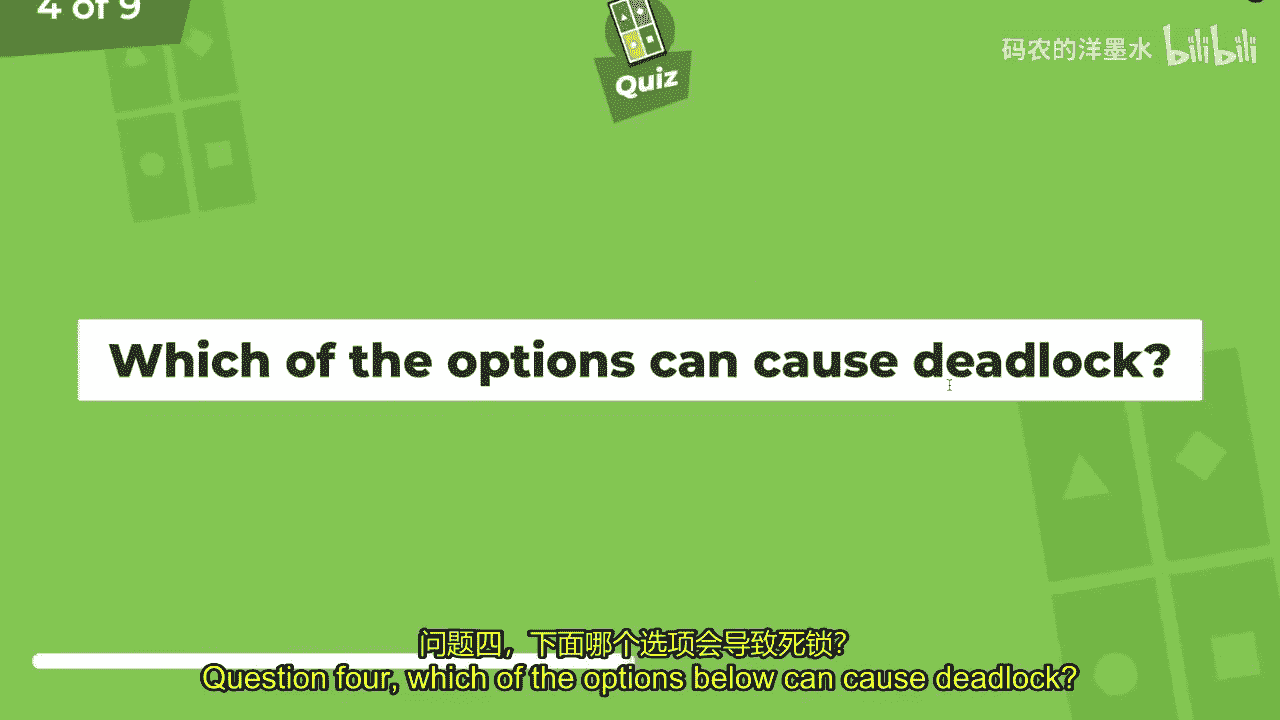 4 of 9
码农的洋墨水 bilibili
Quiz
Which of the options can cause deadlock?
问题四，下面哪个选项会导致死锁?
Question four, which of the options below can cause deadlock?